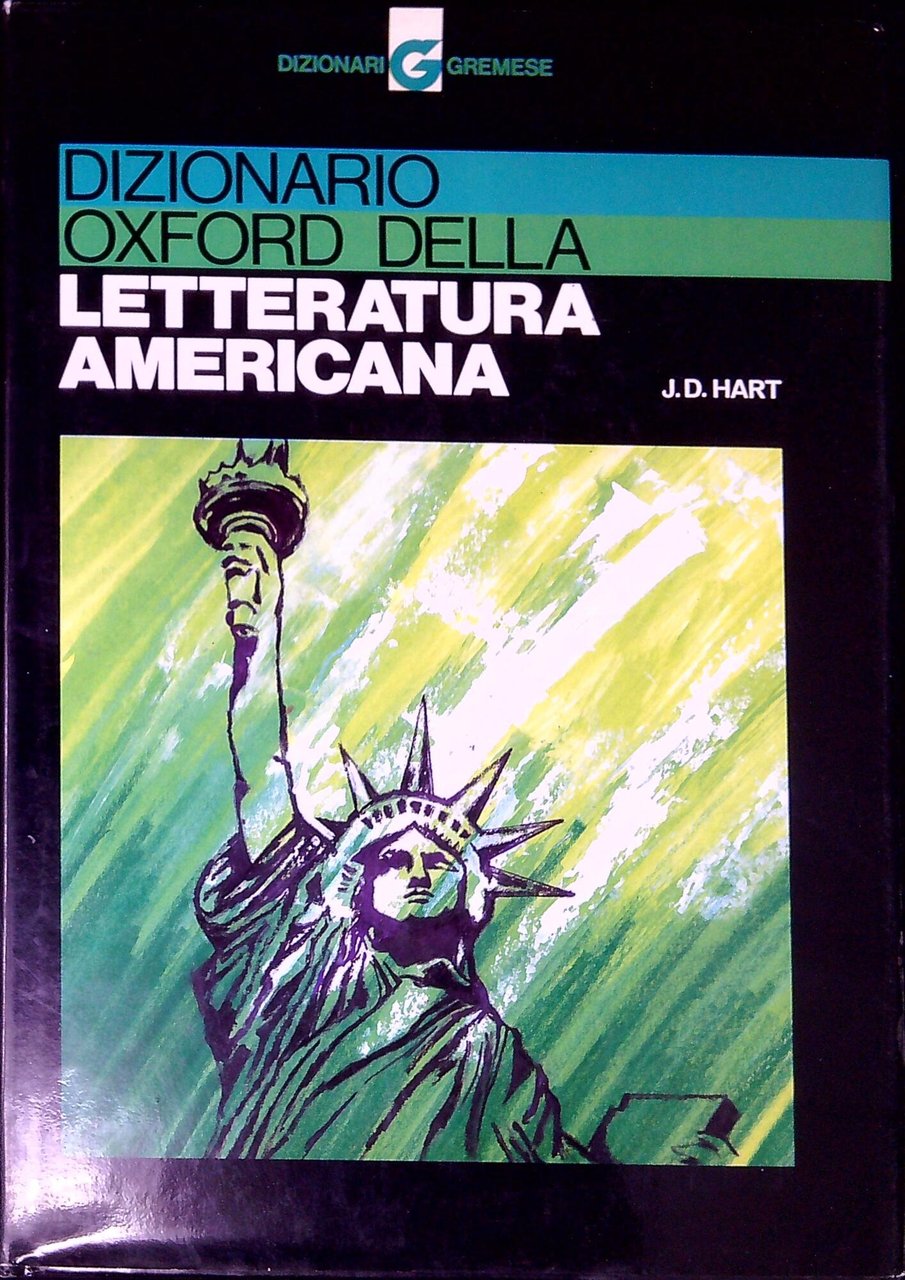 DIZIONARI G GREMESE
DIZIONARIO
OXFORD DELLA
LETTERATURA
AMERICANA
J.D. HART